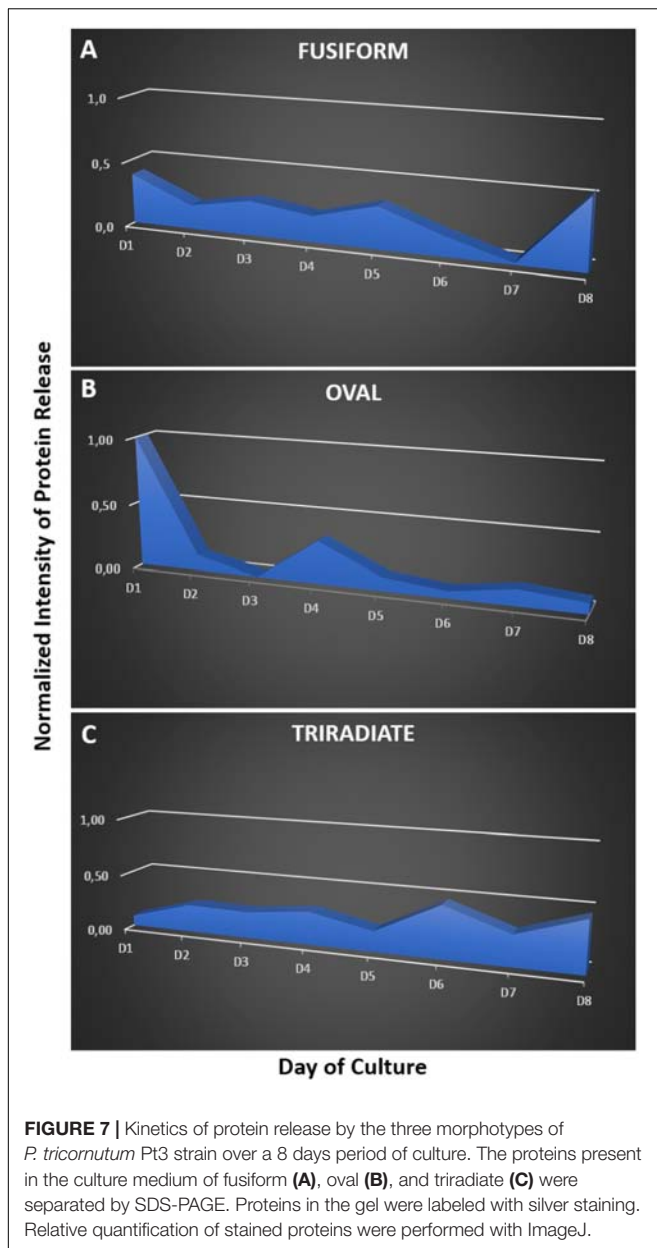 A
FUSIFORM
1,0
0,5
0,0
D1 D2 D3 D4 D5 D6 D7 D8
B
OVAL
1,00
0,50
0,00
D1 D2 D3 D4 D5 D6 D7 D8
C
TRIRADIATE
1,00
0,50
0,00
D1 D2 D3 D4 D5 D6 D7 D8
Normalized Intensity of Protein Release
Day of Culture
FIGURE 7 | Kinetics of protein release by the three morphotypes of
P. tricornutum Pt3 strain over a 8 days period of culture. The proteins present
in the culture medium of fusiform (A), oval (B), and triradiate (C) were
separated by SDS-PAGE. Proteins in the gel were labeled with silver staining.
Relative quantification of stained proteins were performed with ImageJ.